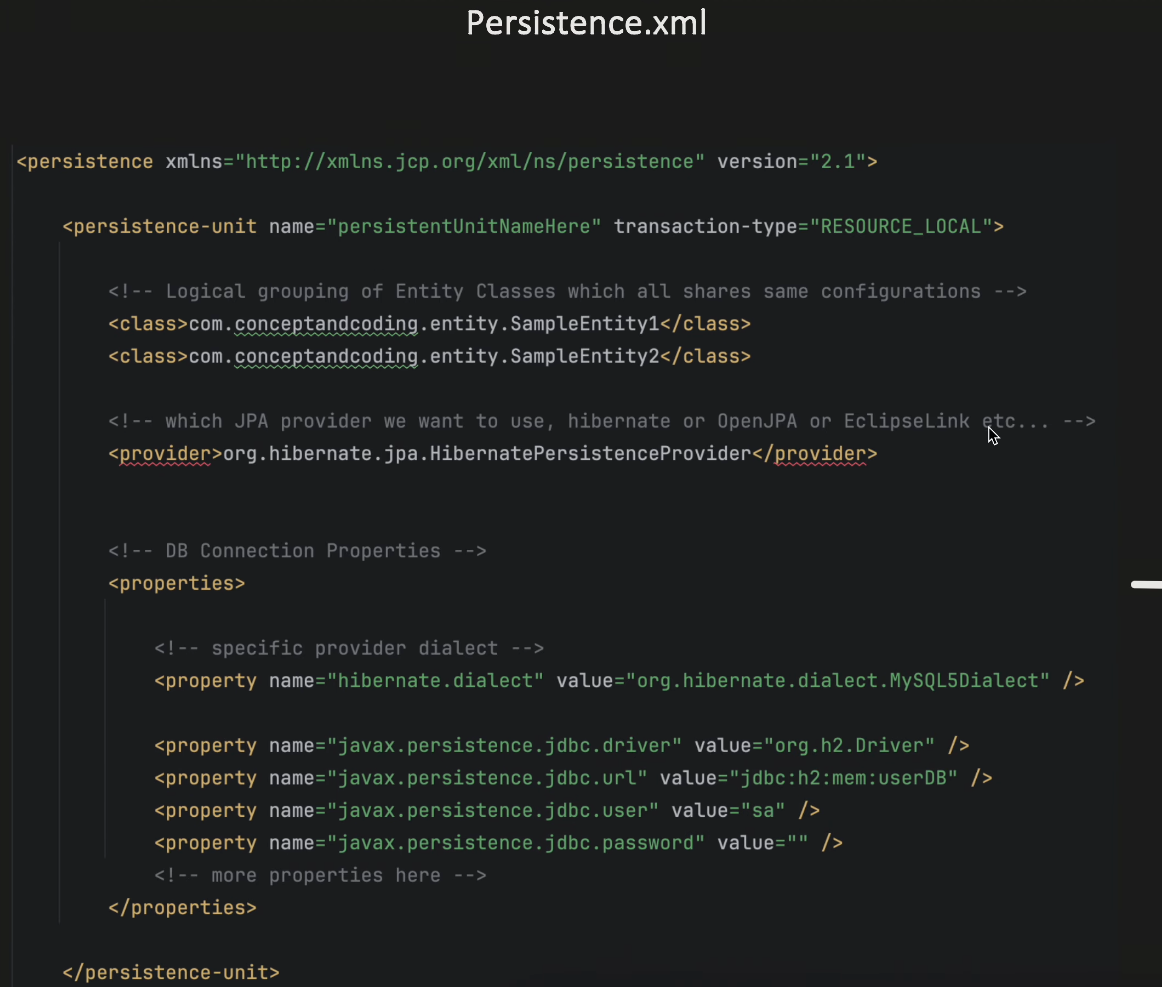 Persistence.xml
<persistence xmlns="http://xmlns.jcp.org/xml/ns/persistence" version="2.1">
<persistence-unit name="persistentUnitNameHere" transaction-type="RESOURCE_LOCAL">
<!-- Logical grouping of Entity Classes which all shares same configurations -->
<class>com.conceptandcoding.entity.SampleEntity1</class>
<class>com.conceptandcoding.entity.SampleEntity2</class>
<!-- which JPA provider we want to use, hibernate or OpenJPA or EclipseLink etc... -->
<provider>org.hibernate.jpa.HibernatePersistenceProvider</provider>
<!-- DB Connection Properties -->
<properties>
<!-- specific provider dialect -->
<property name="hibernate.dialect" value="org.hibernate.dialect.MySQL5Dialect" />
<property name="javax.persistence.jdbc.driver" value="org.h2.Driver" />
<property name="javax.persistence.jdbc.url" value="jdbc:h2:mem:userDB" />
<property name="javax.persistence.jdbc.user" value="sa" />
<property name="javax.persistence.jdbc.password" value="" />
<!-- more properties here -->
</properties>
</persistence-unit>